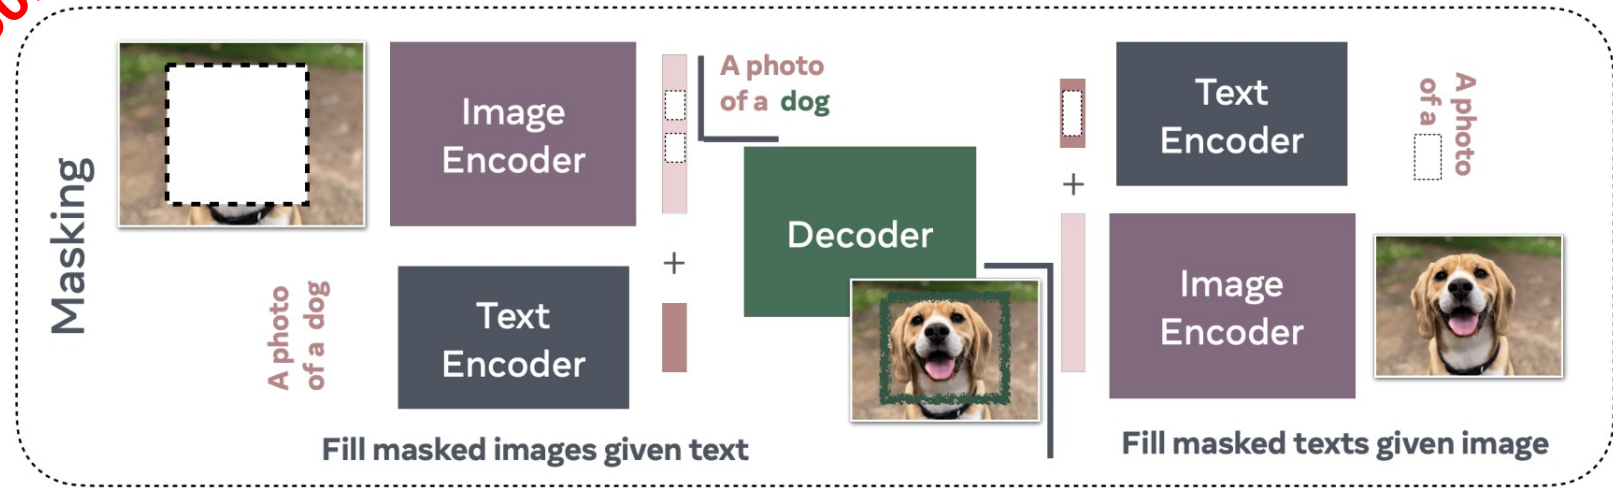 Masking
Image
Encoder
A photo
of a dog
Text
Encoder
A photo
of a dog
+
Decoder
+
Text
Encoder
A photo
of a
Image
Encoder
Fill masked images given text
Fill masked texts given image